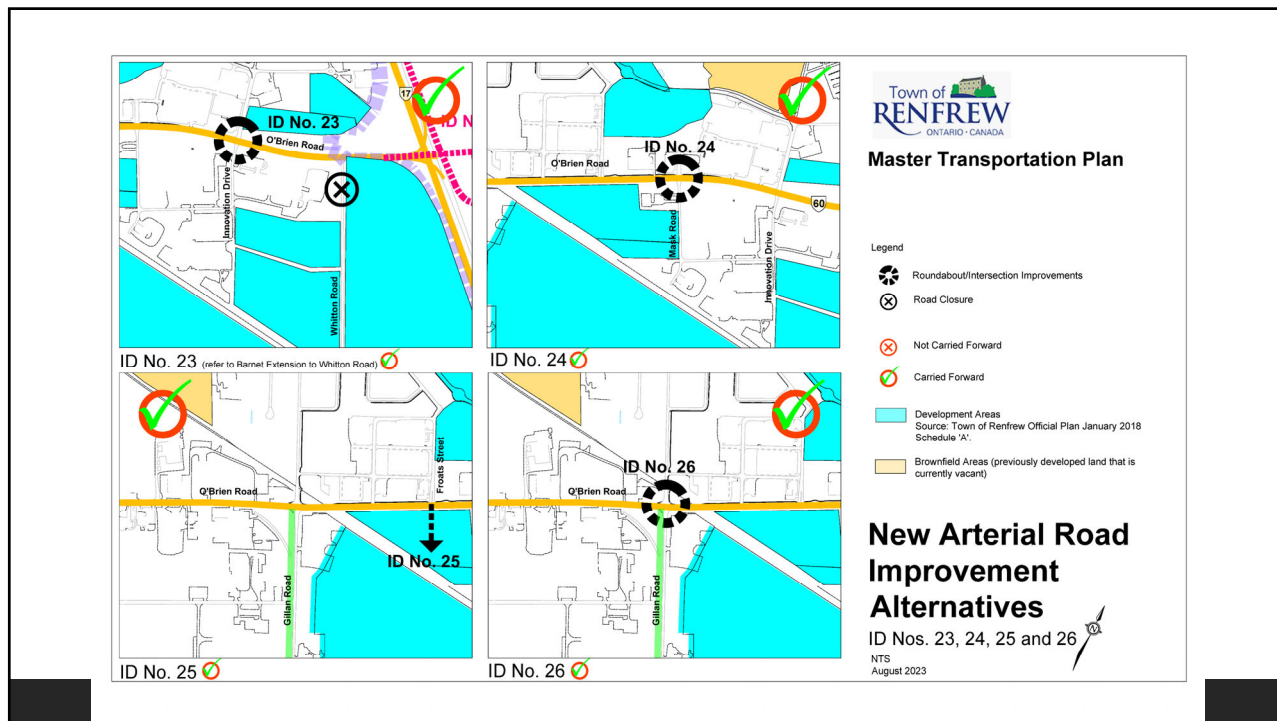 17
ID No. 23
ID N
O'Brien Road
Innovation Drive
Whitton Road
ID No. 23 (refer to Barnet Extension to Whitton Road)
ID No. 24
O'Brien Road
60
Mask Road
Innovation Drive
ID No. 24
O'Brien Road
Froats Street
ID No. 25
Gillan Road
ID No. 25
ID No. 26
O'Brien Road
Gillan Road
ID No. 26
Town of
RENFREW
ONTARIO • CANADA
Master Transportation Plan
Legend
Roundabout/Intersection Improvements
Road Closure
Not Carried Forward
Carried Forward
Development Areas
Source: Town of Renfrew Official Plan January 2018
Schedule 'A'.
Brownfield Areas (previously developed land that is
currently vacant)
New Arterial Road
Improvement
Alternatives
ID Nos. 23, 24, 25 and 26
N
NTS
August 2023